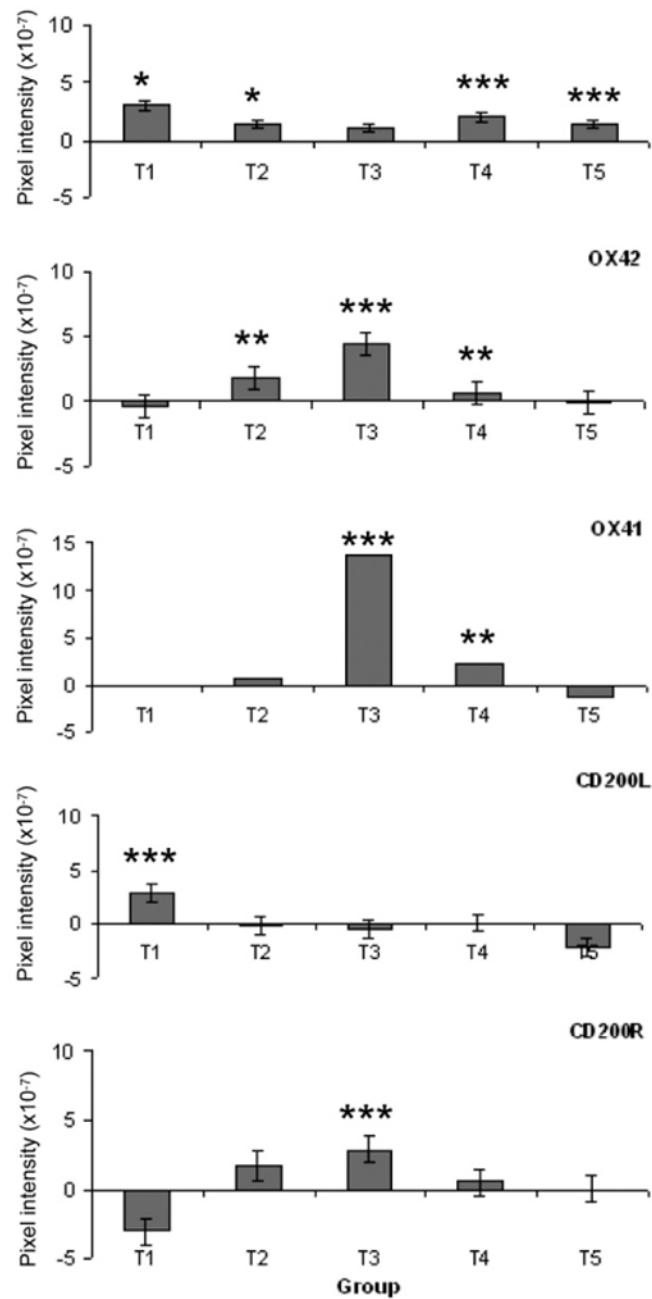 Pixel intensity (x10-7)
10
5
0
-5
* * *** ***
T1 T2 T3 T4 T5
OX42
Pixel intensity (x10-7)
10
5
0
-5
** *** **
T1 T2 T3 T4 T5
OX41
Pixel intensity (x10-7)
15
10
5
0
-5
*** **
T1 T2 T3 T4 T5
CD200L
Pixel intensity (x10-7)
10
5
0
-5
***
T1 T2 T3 T4 T5
CD200R
Pixel intensity (x10-7)
10
5
0
-5
***
T1 T2 T3 T4 T5
Group